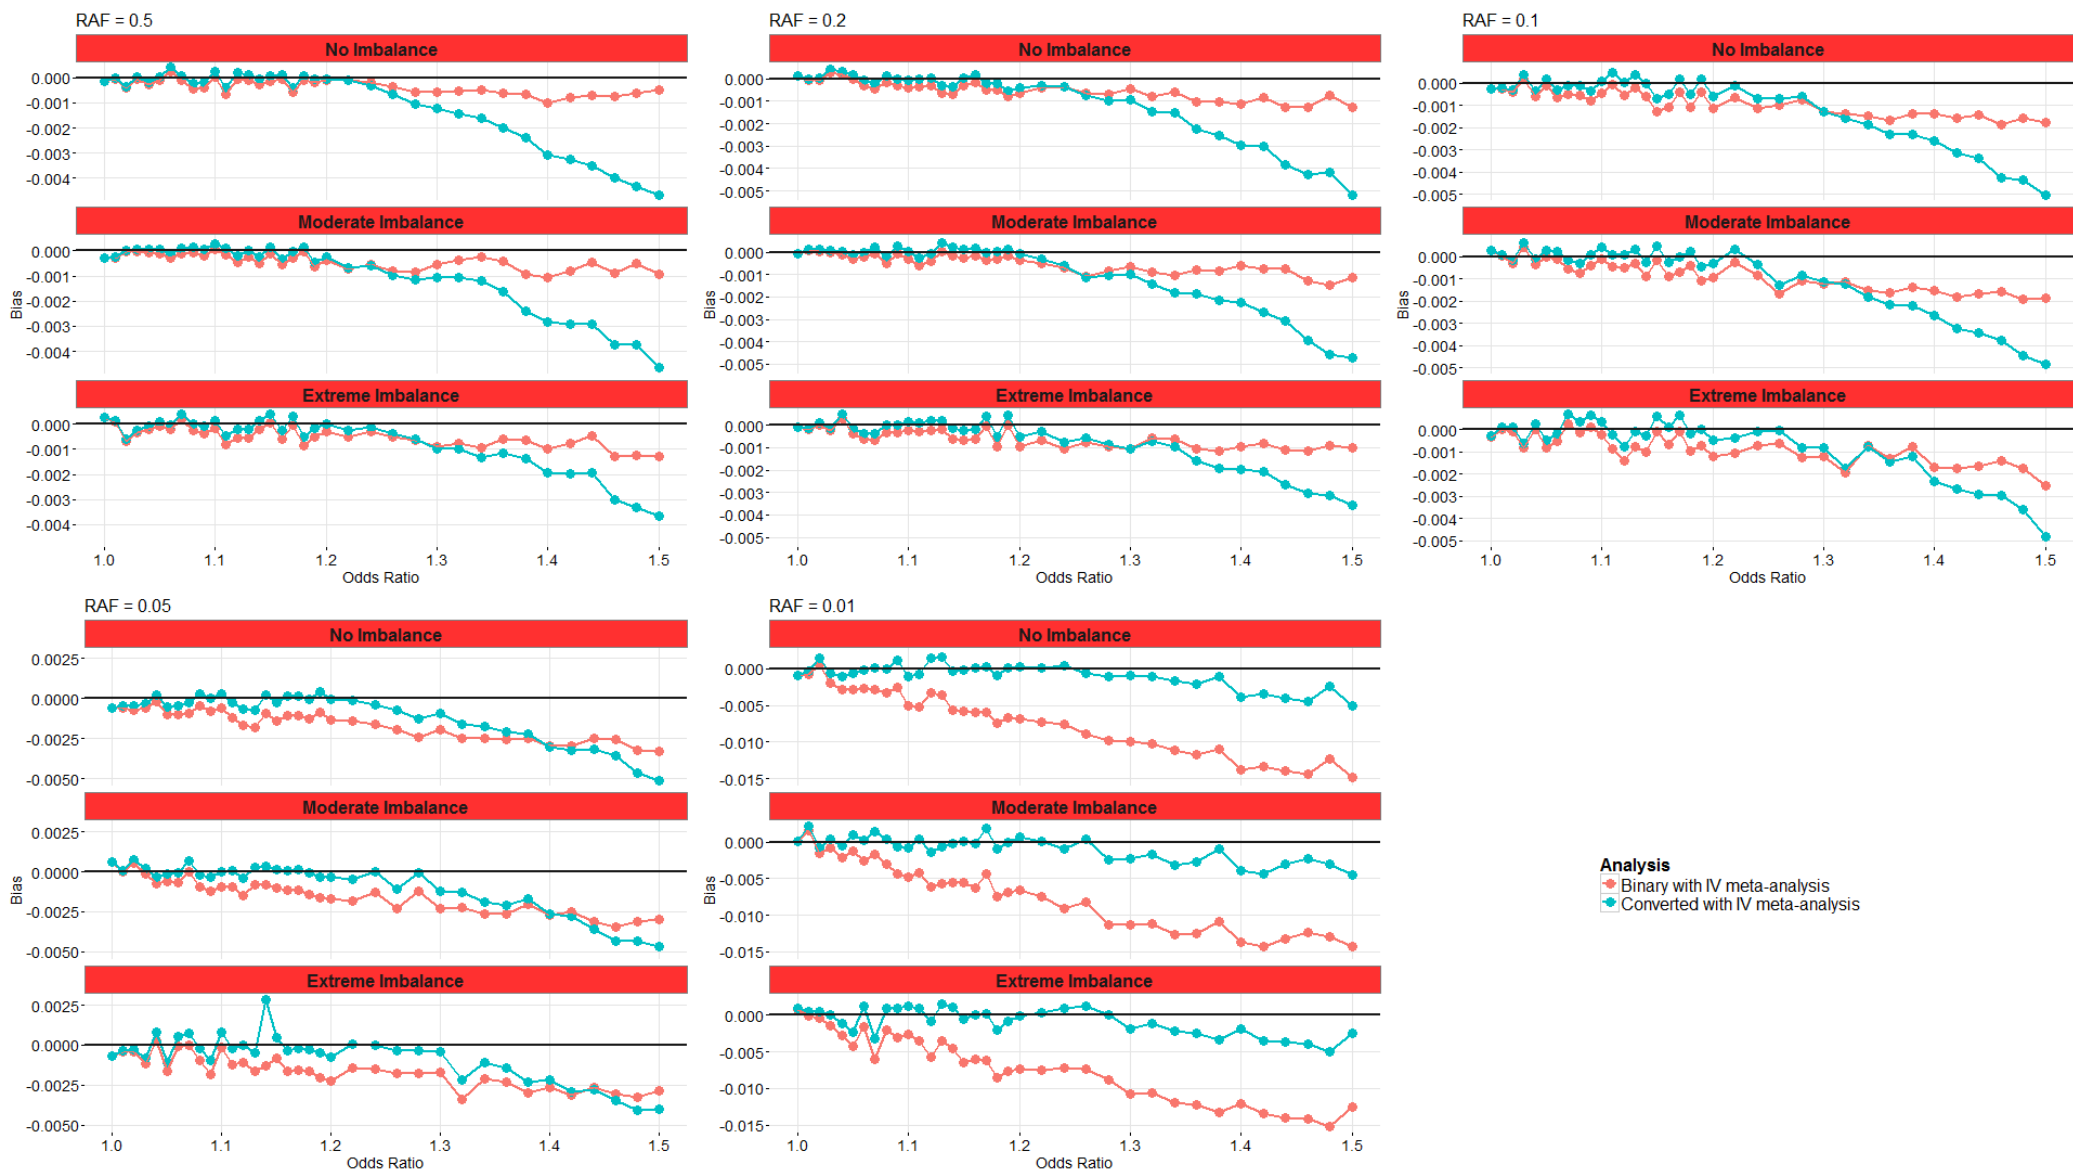 RAF = 0.5
No Imbalance
0.000
-0.001
-0.002
-0.003
-0.004
Moderate Imbalance
0.000
-0.001
-0.002
-0.003
-0.004
Extreme Imbalance
0.000
-0.001
-0.002
-0.003
-0.004
Bias
1.0 1.1 1.2 1.3 1.4 1.5
Odds Ratio
RAF = 0.2
No Imbalance
0.000
-0.001
-0.002
-0.003
-0.004
-0.005
Moderate Imbalance
0.000
-0.001
-0.002
-0.003
-0.004
-0.005
Extreme Imbalance
0.000
-0.001
-0.002
-0.003
-0.004
-0.005
Bias
1.0 1.1 1.2 1.3 1.4 1.5
Odds Ratio
RAF = 0.1
No Imbalance
0.000
-0.001
-0.002
-0.003
-0.004
-0.005
Moderate Imbalance
0.000
-0.001
-0.002
-0.003
-0.004
-0.005
Extreme Imbalance
0.000
-0.001
-0.002
-0.003
-0.004
-0.005
Bias
1.0 1.1 1.2 1.3 1.4 1.5
Odds Ratio
RAF = 0.05
No Imbalance
0.0025
0.0000
-0.0025
-0.0050
Moderate Imbalance
0.0025
0.0000
-0.0025
-0.0050
Extreme Imbalance
0.0025
0.0000
-0.0025
-0.0050
Bias
1.0 1.1 1.2 1.3 1.4 1.5
Odds Ratio
RAF = 0.01
No Imbalance
0.000
-0.005
-0.010
-0.015
Moderate Imbalance
0.000
-0.005
-0.010
-0.015
Extreme Imbalance
0.000
-0.005
-0.010
-0.015
Bias
1.0 1.1 1.2 1.3 1.4 1.5
Odds Ratio
Analysis
Binary with IV meta-analysis
Converted with IV meta-analysis